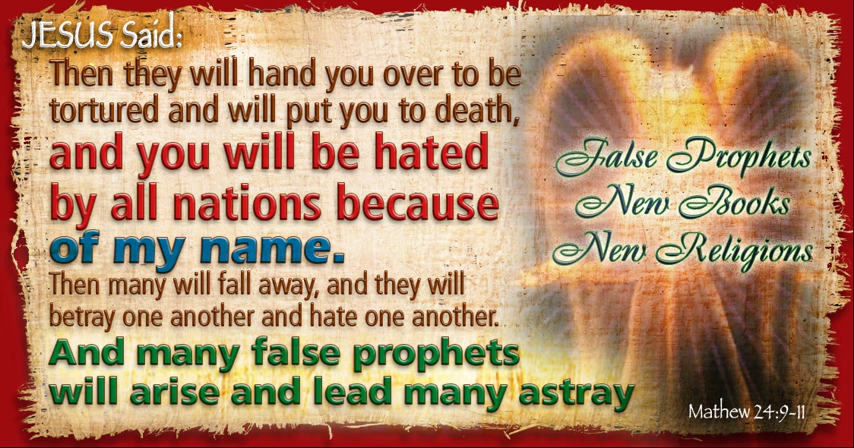 JESUS Said:
Then they will hand you over to be
tortured and will put you to death,
and you will be hated
by all nations because
of my name.
Then many will fall away, and they will
betray one another and hate one another.
And many false prophets
will arise and lead many astray
False Prophets
New Books
New Religions
Mathew 24:9-11